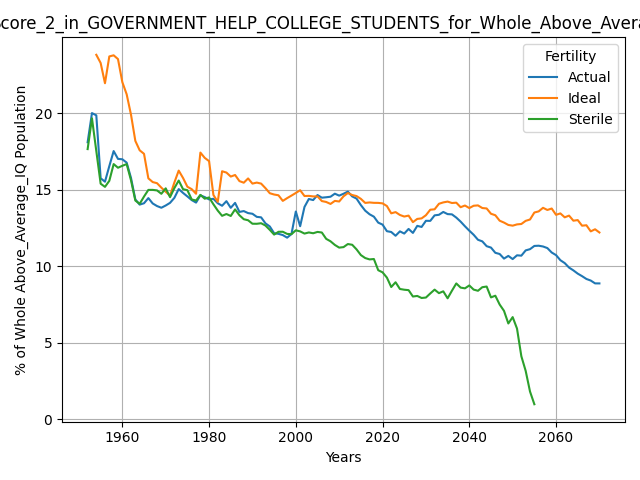 score_2_in_GOVERNMENT_HELP_COLLEGE_STUDENTS_for_Whole_Above_Avera
Fertility
Actual
Ideal
Sterile
% of Whole Above_Average_IQ Population
20
15
10
5
0
1960 1980 2000 2020 2040 2060
Years